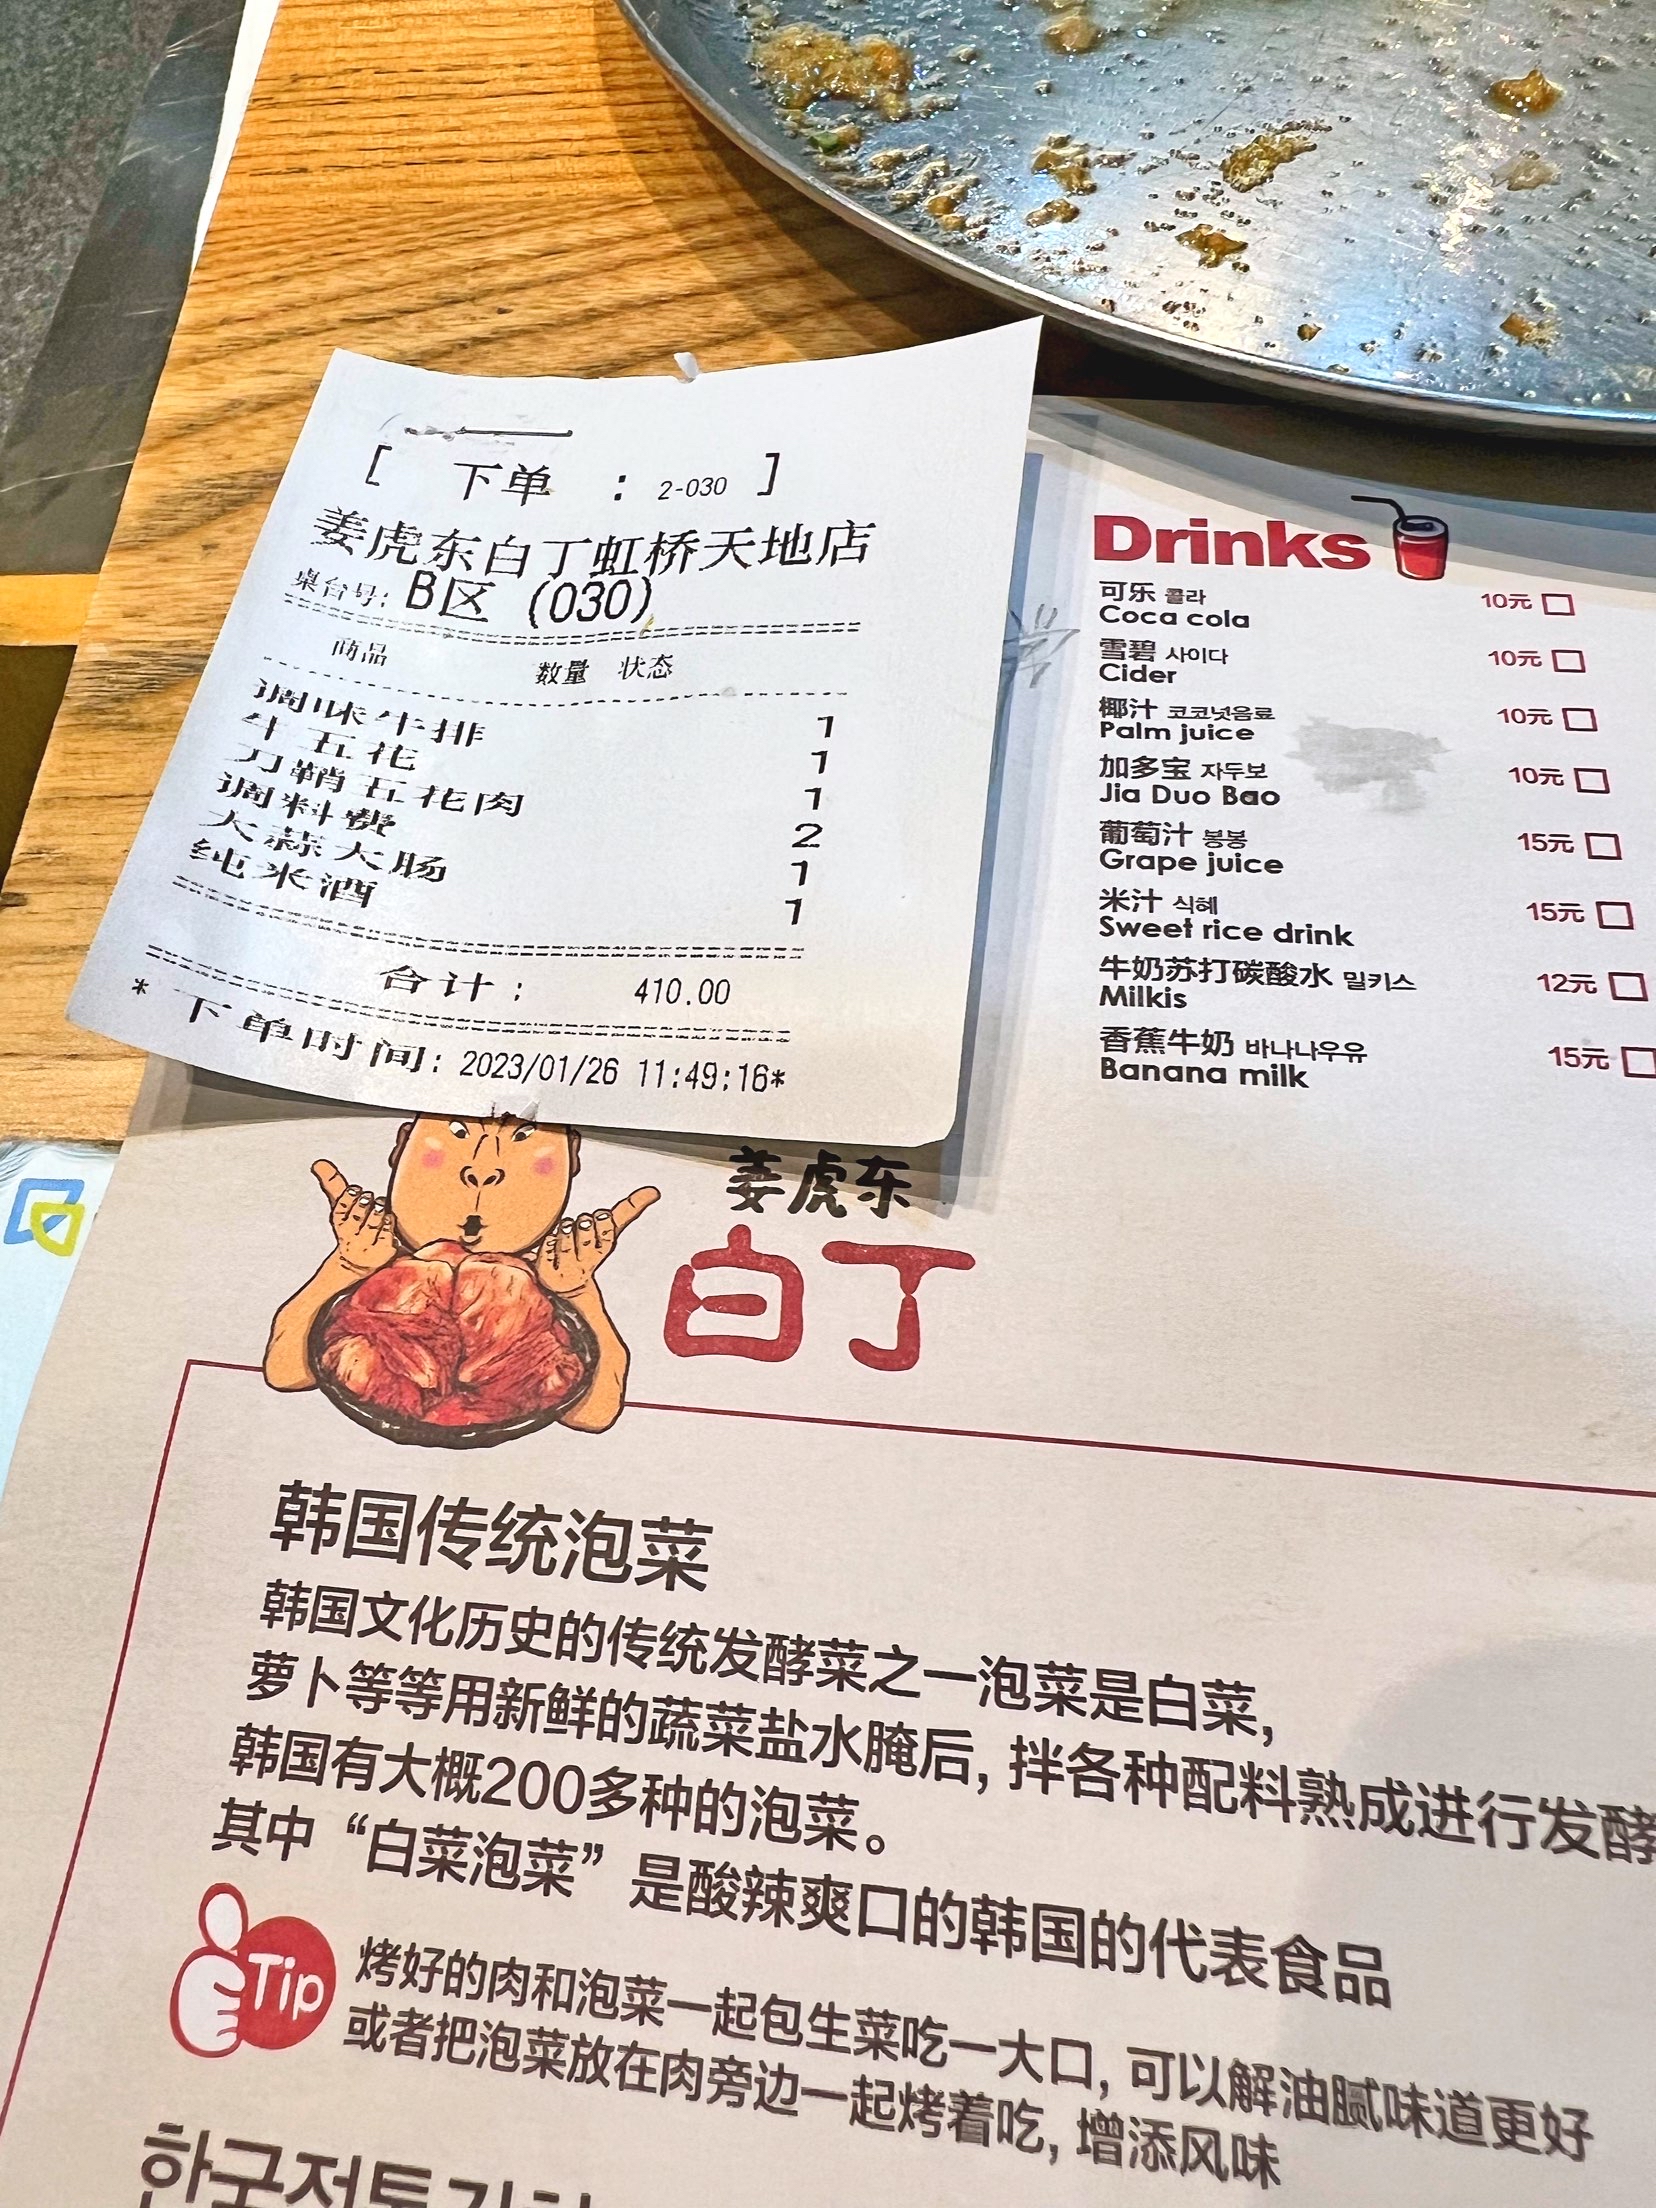 [ 下单 : 2-030 ]
姜虎东白丁虹桥天地店
桌台号: B区 (030)
商品 数量 状态
调味牛排 1
牛五花 1
刀鞘五花肉 1
调料费 2
大蒜大肠 1
纯米酒 1
合计: 410.00
* 下单时间: 2023/01/26 11:49:16*
Drinks
可乐 콜라 10元
Coca cola
雪碧 사이다 10元
Cider
椰汁 코코넛음료 10元
Palm juice
加多宝 자두보 10元
Jia Duo Bao
葡萄汁 봉봉 15元
Grape juice
米汁 식혜 15元
Sweet rice drink
牛奶苏打碳酸水 밀키스 12元
Milkis
香蕉牛奶 바나나우유 15元
Banana milk
姜虎东
白丁
韩国传统泡菜
韩国文化历史的传统发酵菜之一泡菜是白菜,
萝卜等等用新鲜的蔬菜盐水腌后, 拌各种配料熟成进行发酵
韩国有大概200多种的泡菜。
其中“白菜泡菜”是酸辣爽口的韩国的代表食品
Tip
烤好的肉和泡菜一起包生菜吃一大口, 可以解油腻味道更好
或者把泡菜放在肉旁边一起烤着吃, 增添风味